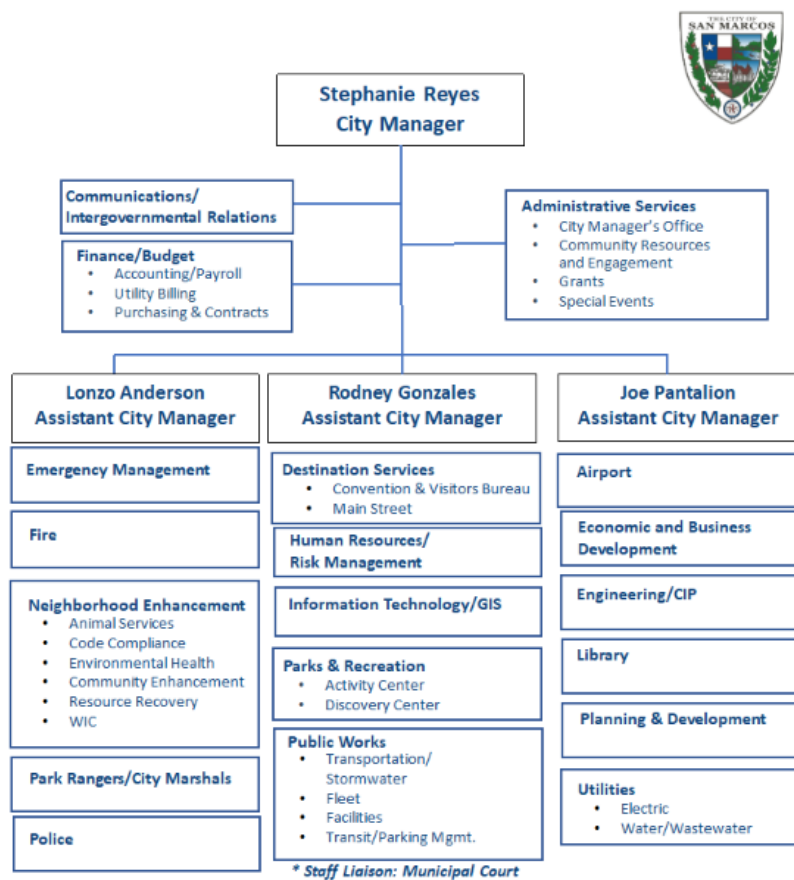 THE CITY OF
SAN MARCOS
Stephanie Reyes
City Manager
Communications/
Intergovernmental Relations
Finance/Budget
• Accounting/Payroll
• Utility Billing
• Purchasing & Contracts
Administrative Services
• City Manager's Office
• Community Resources
and Engagement
• Grants
• Special Events
Lonzo Anderson
Assistant City Manager
Emergency Management
Fire
Neighborhood Enhancement
• Animal Services
• Code Compliance
• Environmental Health
• Community Enhancement
• Resource Recovery
• WIC
Park Rangers/City Marshals
Police
Rodney Gonzales
Assistant City Manager
Destination Services
• Convention & Visitors Bureau
• Main Street
Human Resources/
Risk Management
Information Technology/GIS
Parks & Recreation
• Activity Center
• Discovery Center
Public Works
• Transportation/
Stormwater
• Fleet
• Facilities
• Transit/Parking Mgmt.
* Staff Liaison: Municipal Court
Joe Pantalion
Assistant City Manager
Airport
Economic and Business
Development
Engineering/CIP
Library
Planning & Development
Utilities
• Electric
• Water/Wastewater